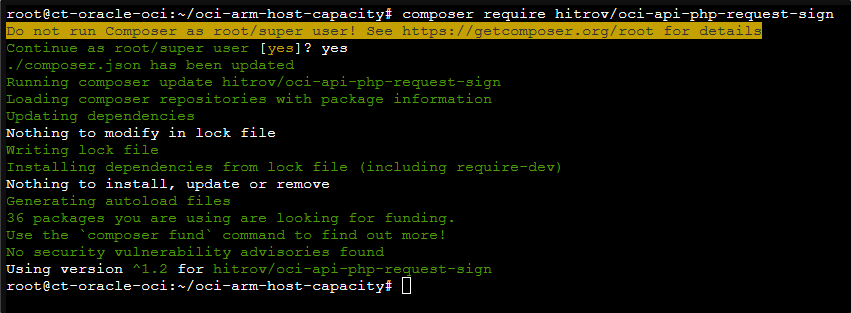 root@ct-oracle-oci:~/oci-arm-host-capacity# composer require hitrov/oci-api-php-request-sign
Do not run Composer as root/super user! See https://getcomposer.org/root for details
Continue as root/super user [yes]? yes
./composer.json has been updated
Running composer update hitrov/oci-api-php-request-sign
Loading composer repositories with package information
Updating dependencies
Nothing to modify in lock file
Writing lock file
Installing dependencies from lock file (including require-dev)
Nothing to install, update or remove
Generating autoload files
36 packages you are using are looking for funding.
Use the `composer fund` command to find out more!
No security vulnerability advisories found
Using version ^1.2 for hitrov/oci-api-php-request-sign
root@ct-oracle-oci:~/oci-arm-host-capacity#